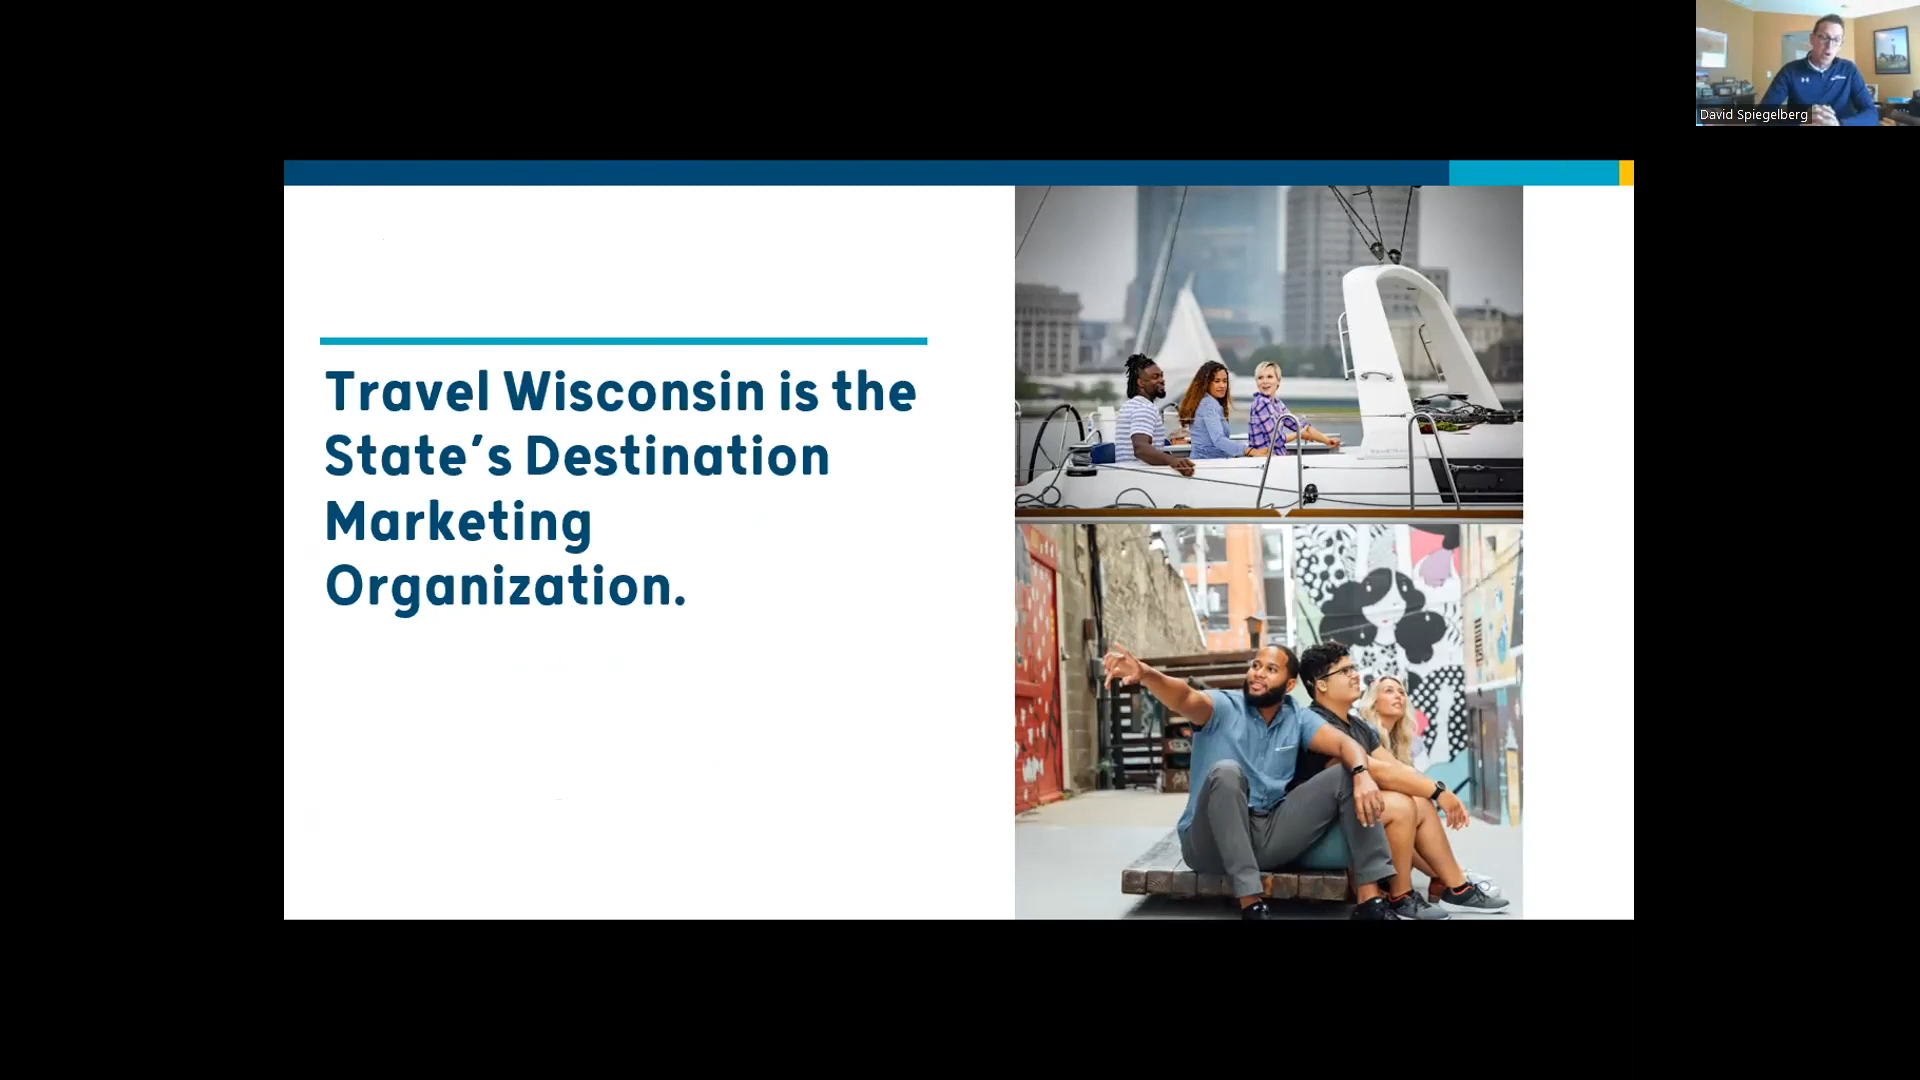 David Spiegelberg
Travel Wisconsin is the
State’s Destination
Marketing
Organization.